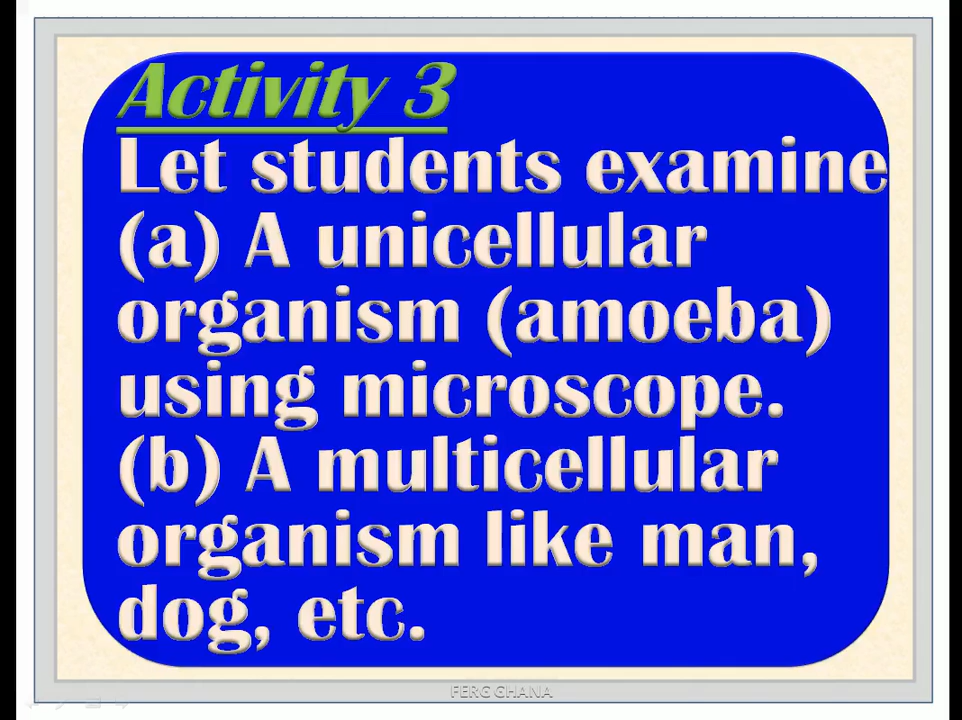 Activity 3
Let students examine
(a) A unicellular
organism (amoeba)
using microscope.
(b) A multicellular
organism like man,
dog, etc.
FERG GHANA